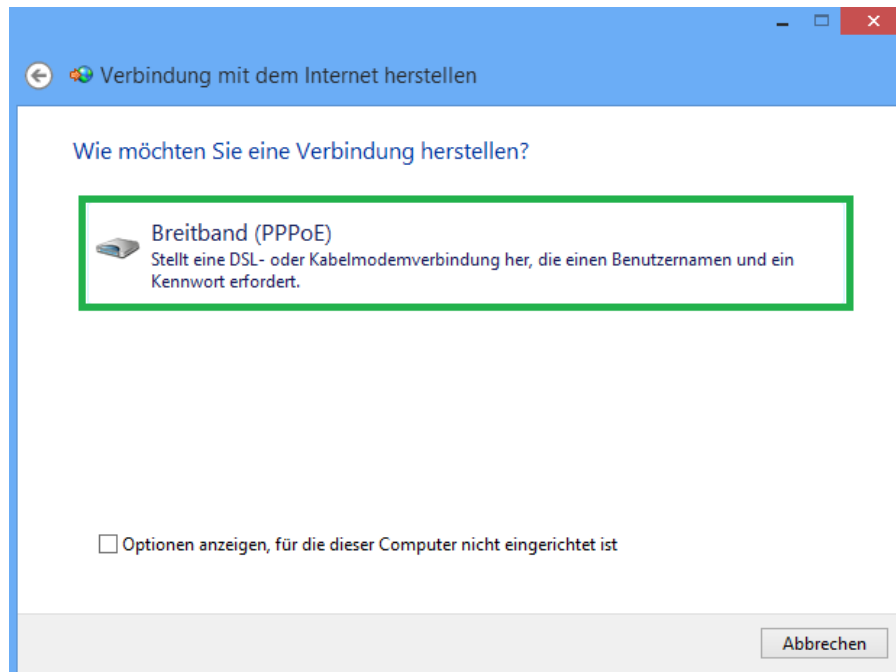 Verbindung mit dem Internet herstellen
Wie möchten Sie eine Verbindung herstellen?
Breitband (PPPoE)
Stellt eine DSL- oder Kabelmodemverbindung her, die einen Benutzernamen und ein
Kennwort erfordert.
Optionen anzeigen, für die dieser Computer nicht eingerichtet ist
Abbrechen